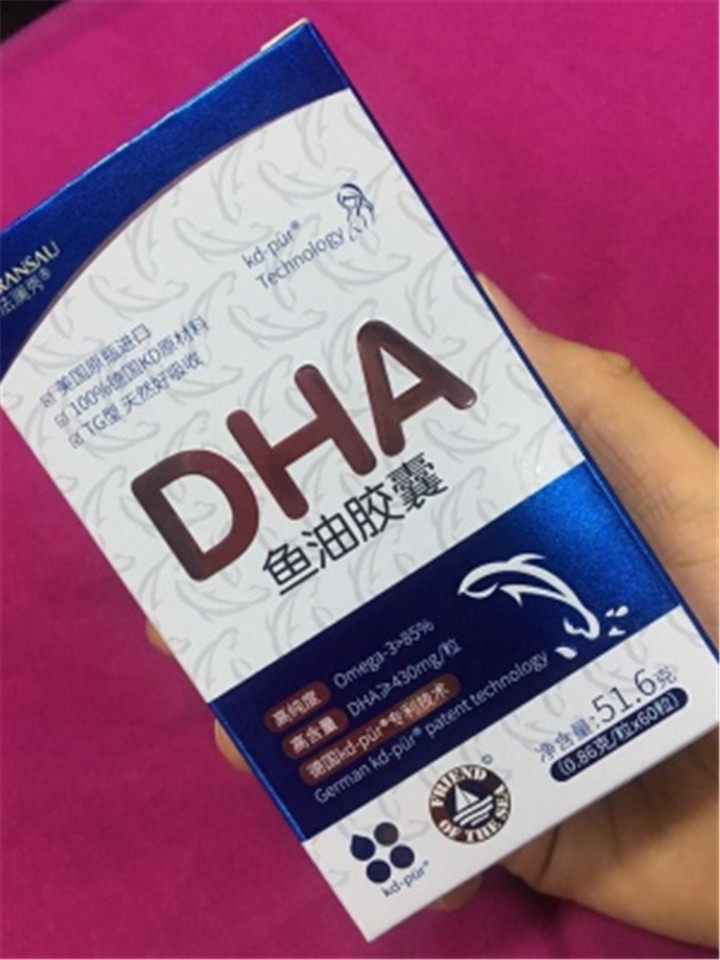 RANSAU
法澜秀®
kd-pür®
Technology
美国原瓶进口
100%德国KD原材料
TG型 天然好吸收
DHA
鱼油胶囊
高纯度 Omega-3>85%
高含量 DHA≥430mg/粒
德国kd-pür®专利技术
German kd-pür® patent technology
净含量:51.6克
(0.86克/粒x60粒)
kd-pür®
FRIEND
OF THE SEA
©